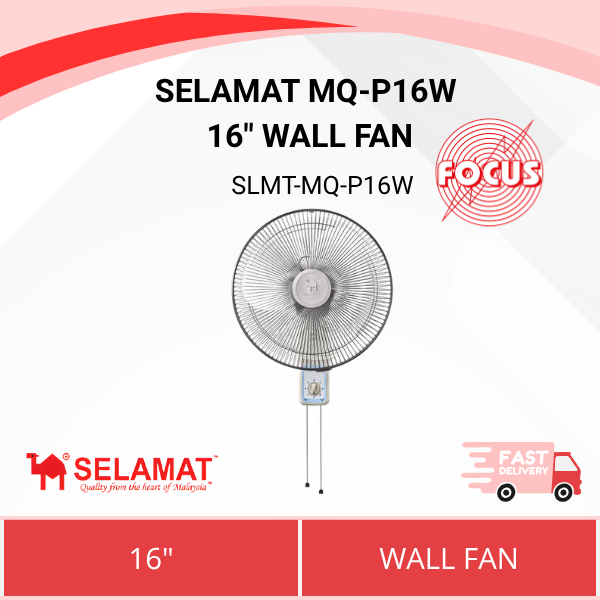 SELAMAT MQ-P16W
16" WALL FAN
SLMT-MQ-P16W
FOCUS
SELAMAT™
Quality from the heart of Malaysia
FAST
DELIVERY
16"
WALL FAN